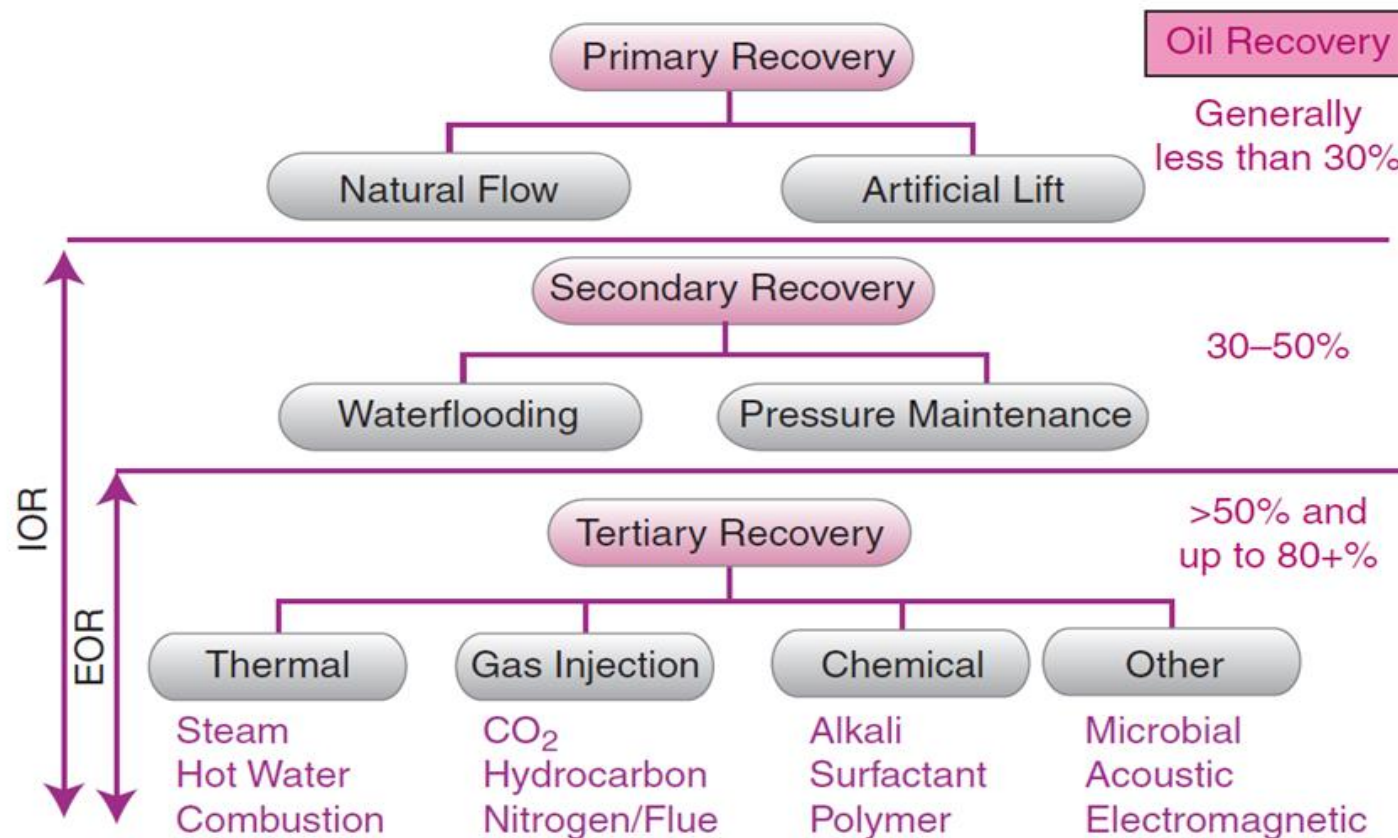 Primary Recovery
Oil Recovery
Generally
less than 30%
Natural Flow
Artificial Lift
Secondary Recovery
30–50%
Waterflooding
Pressure Maintenance
IOR
EOR
>50% and
up to 80+%
Tertiary Recovery
Thermal
Gas Injection
Chemical
Other
Steam
Hot Water
Combustion
CO₂
Hydrocarbon
Nitrogen/Flue
Alkali
Surfactant
Polymer
Microbial
Acoustic
Electromagnetic